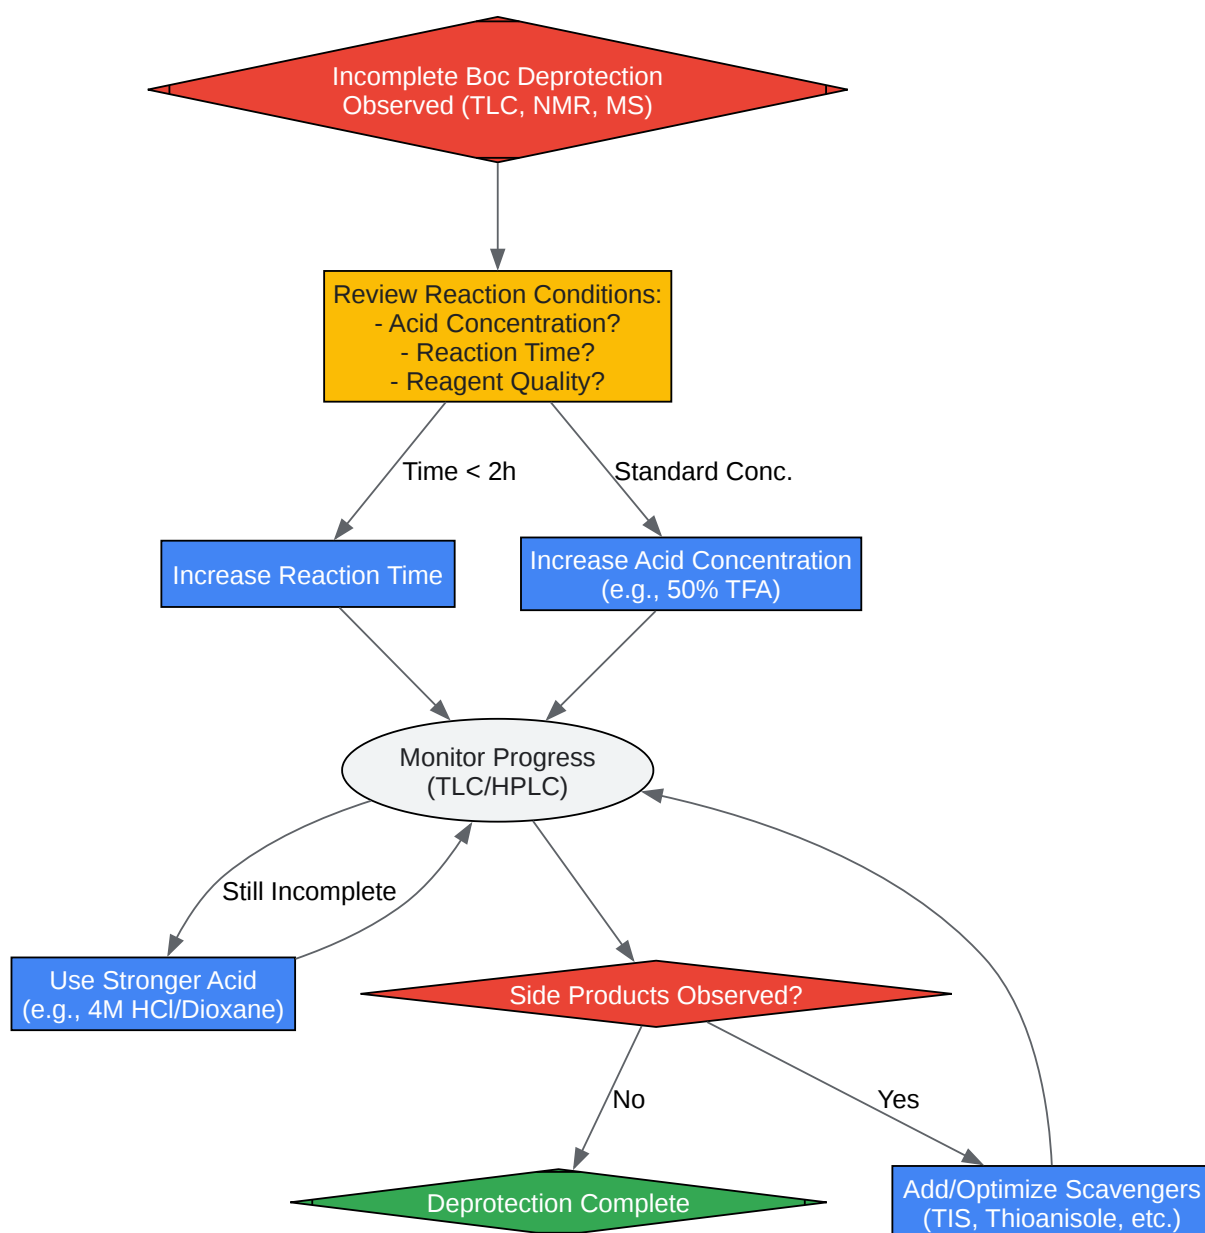 Incomplete Boc Deprotection
Observed (TLC, NMR, MS)
Review Reaction Conditions:
- Acid Concentration?
- Reaction Time?
- Reagent Quality?
Time < 2h
Standard Conc.
Increase Reaction Time
Increase Acid Concentration
(e.g., 50% TFA)
Monitor Progress
(TLC/HPLC)
Still Incomplete
Use Stronger Acid
(e.g., 4M HCl/Dioxane)
Side Products Observed?
No
Yes
Deprotection Complete
Add/Optimize Scavengers
(TIS, Thioanisole, etc.)